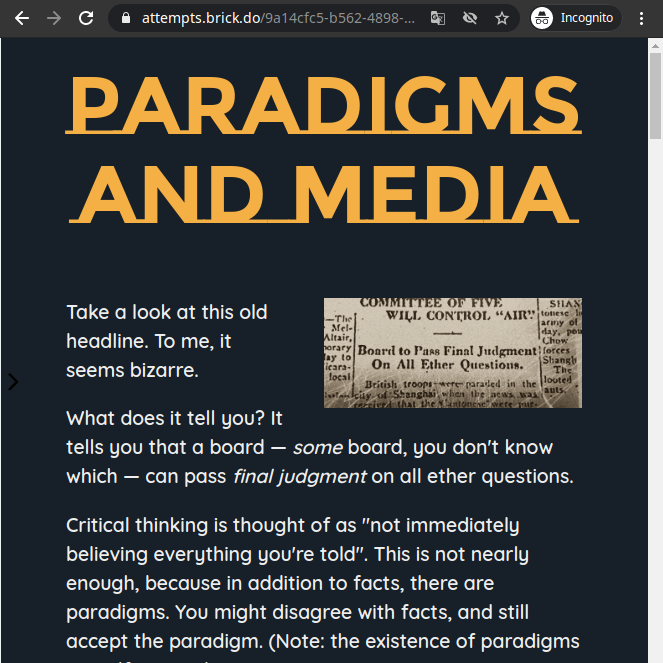 attempts.brick.do/9a14cfc5-b562-4898-...
Incognito
PARADIGMS
AND MEDIA
Take a look at this old
headline. To me, it
seems bizarre.
COMMITTEE OF FIVE
WILL CONTROL "AIR"
Board to Pass Final Judgment
On All Ether Questions.
British troops were paraded in the
city of Shanghai when the news was
received that the Cantonese were
—The
Mel-
Altair,
porary
lay to
icara-
local
SHAN
army of
Chow
forces
Shangh
The
looted
auts.
What does it tell you? It
tells you that a board — some board, you don't know
which — can pass final judgment on all ether questions.
Critical thinking is thought of as "not immediately
believing everything you're told". This is not nearly
enough, because in addition to facts, there are
paradigms. You might disagree with facts, and still
accept the paradigm. (Note: the existence of paradigms